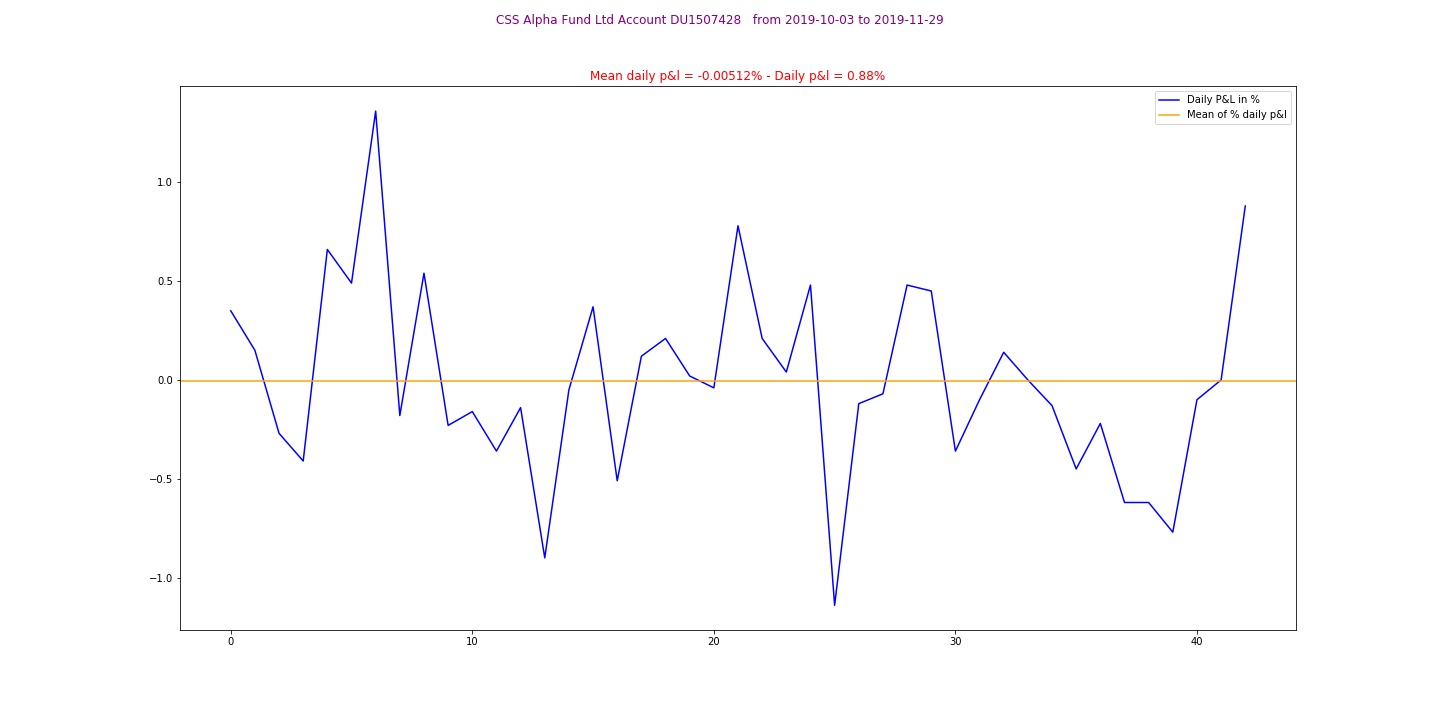 CSS Alpha Fund Ltd Account DU1507428 from 2019-10-03 to 2019-11-29
Mean daily p&l = -0.00512% - Daily p&l = 0.88%
Daily P&L in %
Mean of % daily p&l
1.0
0.5
0.0
−0.5
−1.0
0 10 20 30 40